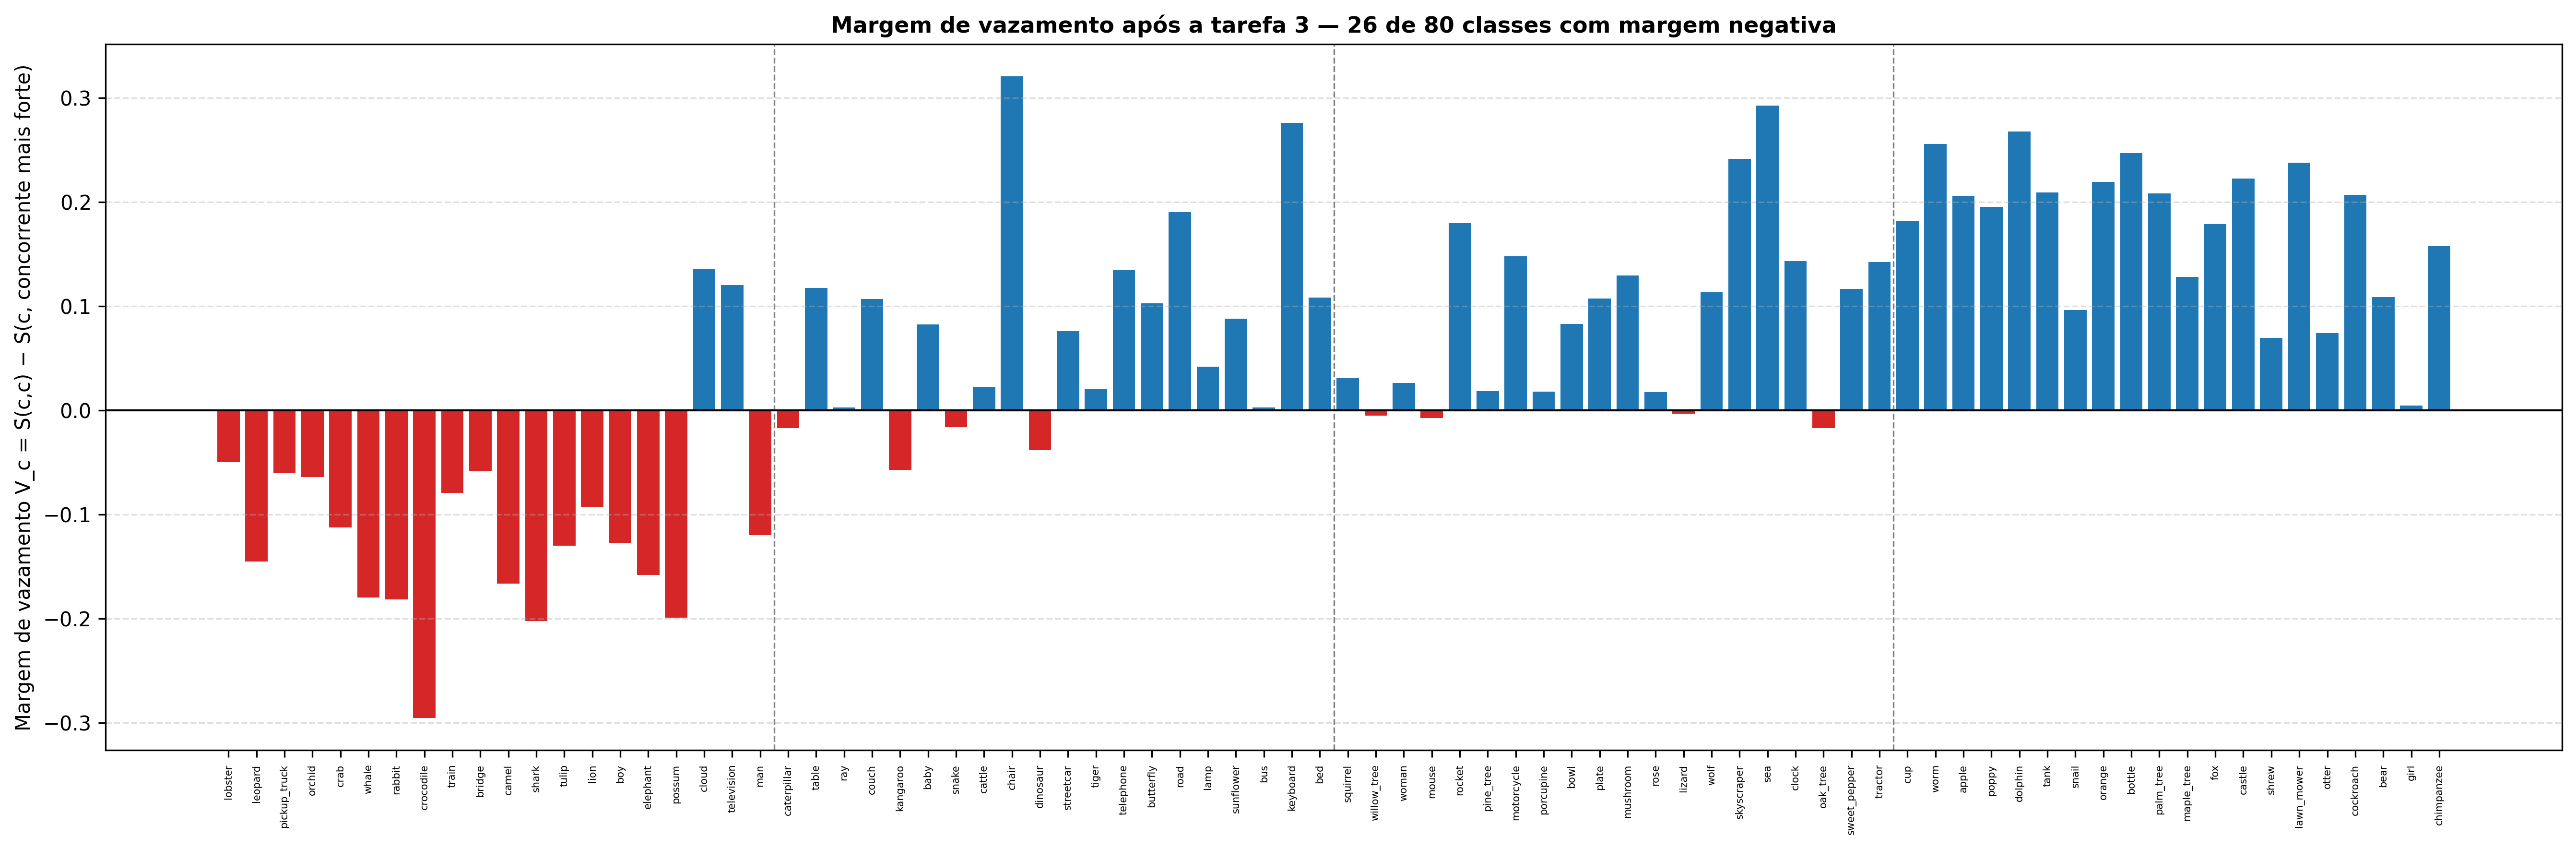 Margem de vazamento após a tarefa 3 — 26 de 80 classes com margem negativa
Margem de vazamento V_c = S(c,c) − S(c, concorrente mais forte)
0.3
0.2
0.1
0.0
−0.1
−0.2
−0.3
lobster
leopard
pickup_truck
orchid
crab
whale
rabbit
crocodile
train
bridge
camel
shark
tulip
lion
boy
elephant
possum
cloud
television
man
caterpillar
table
ray
couch
kangaroo
baby
snake
cattle
chair
dinosaur
streetcar
tiger
telephone
butterfly
road
lamp
sunflower
bus
keyboard
bed
squirrel
willow_tree
woman
mouse
rocket
pine_tree
motorcycle
porcupine
bowl
plate
mushroom
rose
lizard
wolf
skyscraper
sea
clock
oak_tree
sweet_pepper
tractor
cup
worm
apple
poppy
dolphin
tank
snail
orange
bottle
palm_tree
maple_tree
fox
castle
shrew
lawn_mower
otter
cockroach
bear
girl
chimpanzee